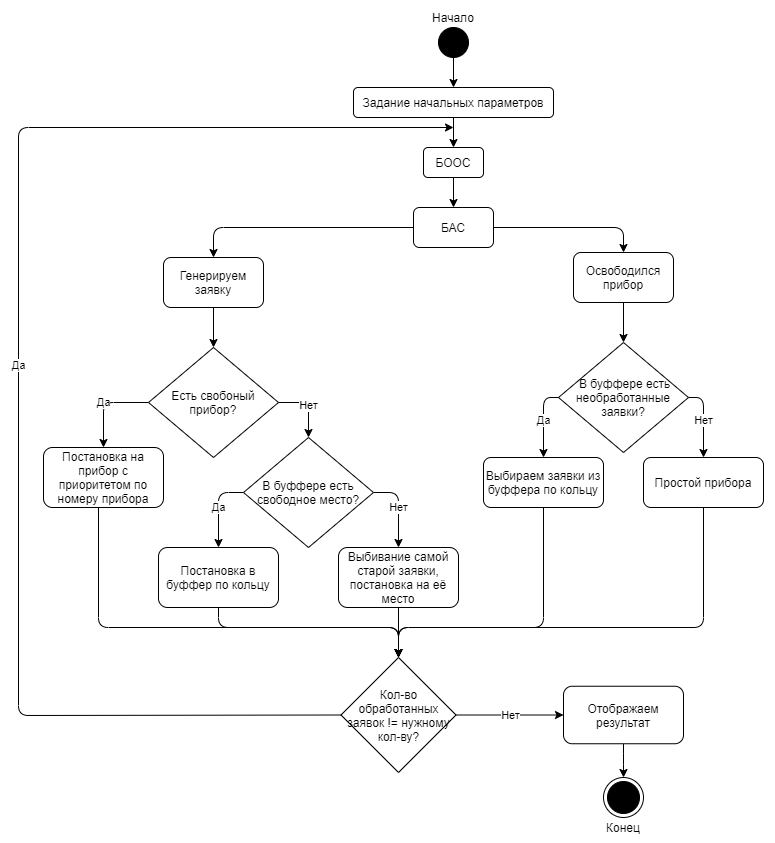 Начало
Задание начальных параметров
БООС
БАС
Генерируем
заявку
Освободился
прибор
Да
Есть свобоный
прибор?
В буффере есть
необработанные
заявки?
Да
Нет
Да
Нет
Постановка на
прибор с
приоритетом по
номеру прибора
В буффере есть
свободное место?
Выбираем заявки из
буффера по кольцу
Простой прибора
Да
Нет
Постановка в
буффер по кольцу
Выбивание самой
старой заявки,
постановка на её
место
Кол-во
обработанных
заявок != нужному
кол-ву?
Нет
Отображаем
результат
Конец